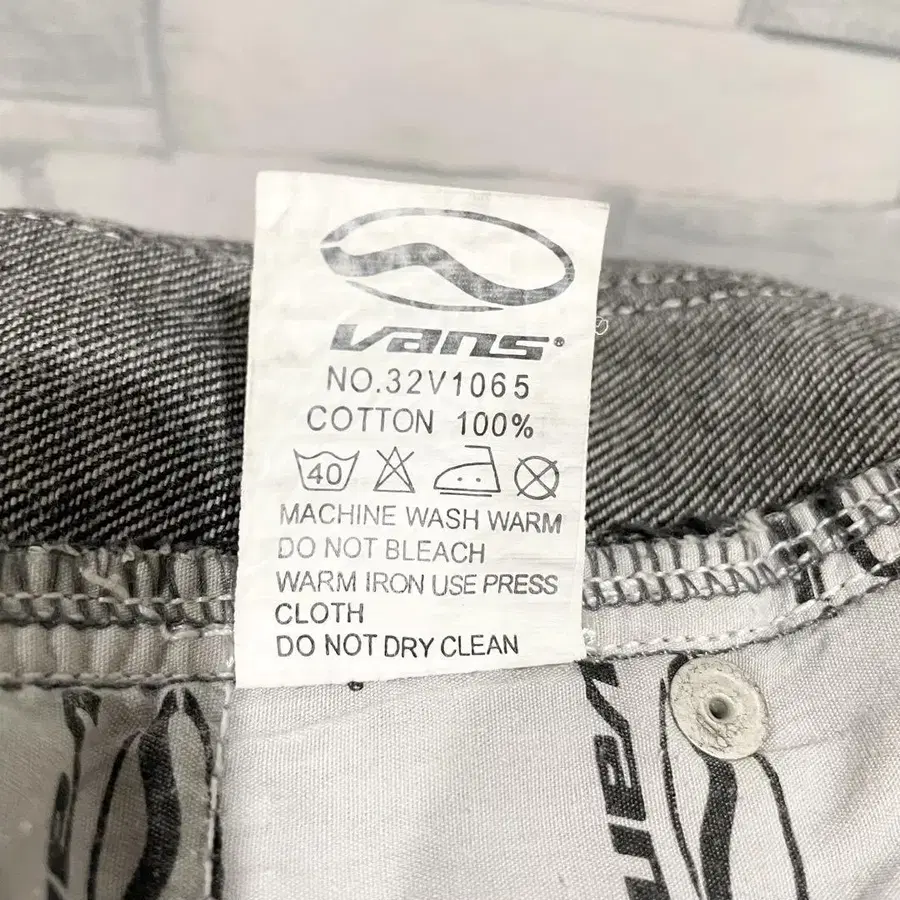 Vans®
NO.32V1065
COTTON 100%
40
MACHINE WASH WARM
DO NOT BLEACH
WARM IRON USE PRESS
CLOTH
DO NOT DRY CLEAN
Vans